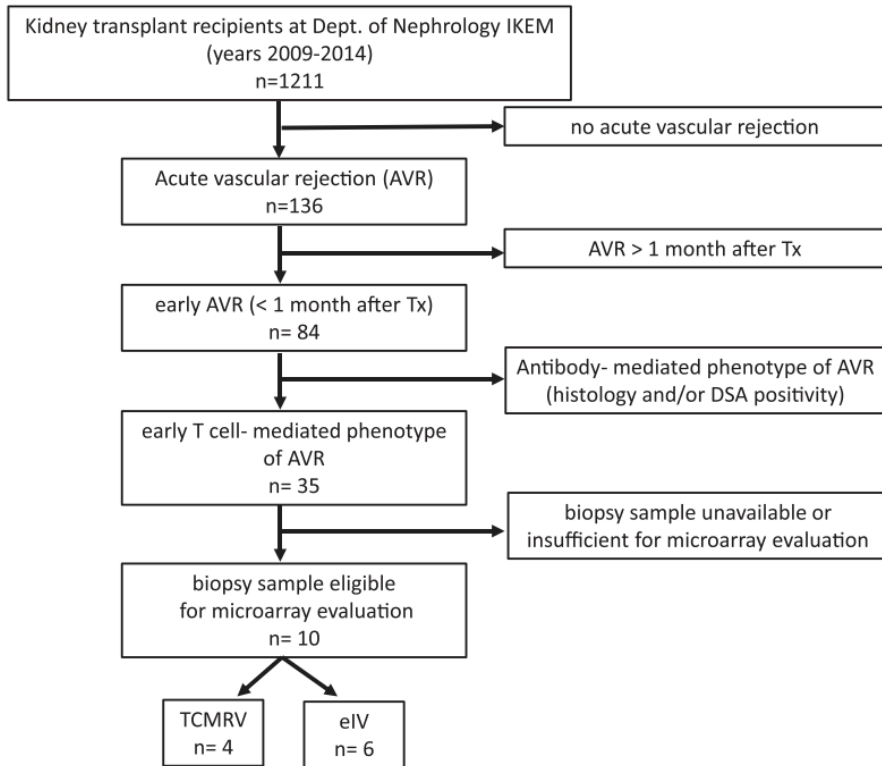 Kidney transplant recipients at Dept. of Nephrology IKEM
(years 2009-2014)
n=1211
no acute vascular rejection
Acute vascular rejection (AVR)
n=136
AVR > 1 month after Tx
early AVR (< 1 month after Tx)
n= 84
Antibody- mediated phenotype of AVR
(histology and/or DSA positivity)
early T cell- mediated phenotype
of AVR
n= 35
biopsy sample unavailable or
insufficient for microarray evaluation
biopsy sample eligible
for microarray evaluation
n= 10
TCMRV
n= 4
eIV
n= 6